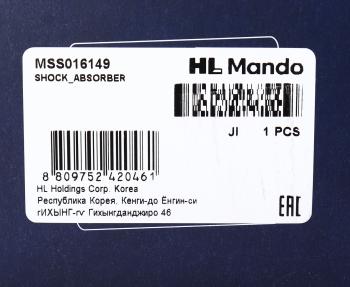 MSS016149
SHOCK_ABSORBER
HL Mando
JI 1 PCS
8 809752 420461
HL Holdings Corp. Korea
Республика Корея, Кенги-до Ёнгин-си
гИХЫНГ-гу Гихынгданджиро 46
EAC